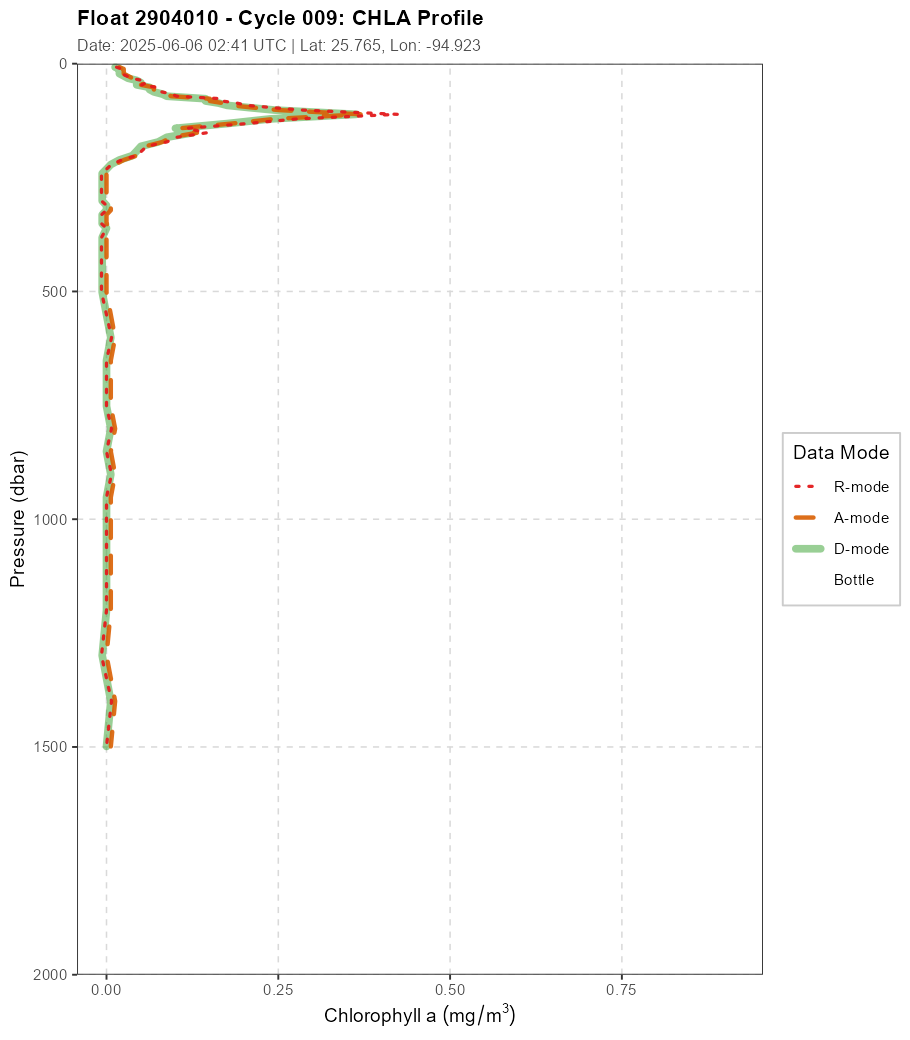 Float 2904010 - Cycle 009: CHLA Profile
Date: 2025-06-06 02:41 UTC | Lat: 25.765, Lon: -94.923
0
500
1000
1500
2000
Pressure (dbar)
0.00 0.25 0.50 0.75
Chlorophyll a (mg/m³)
Data Mode
R-mode
A-mode
D-mode
Bottle